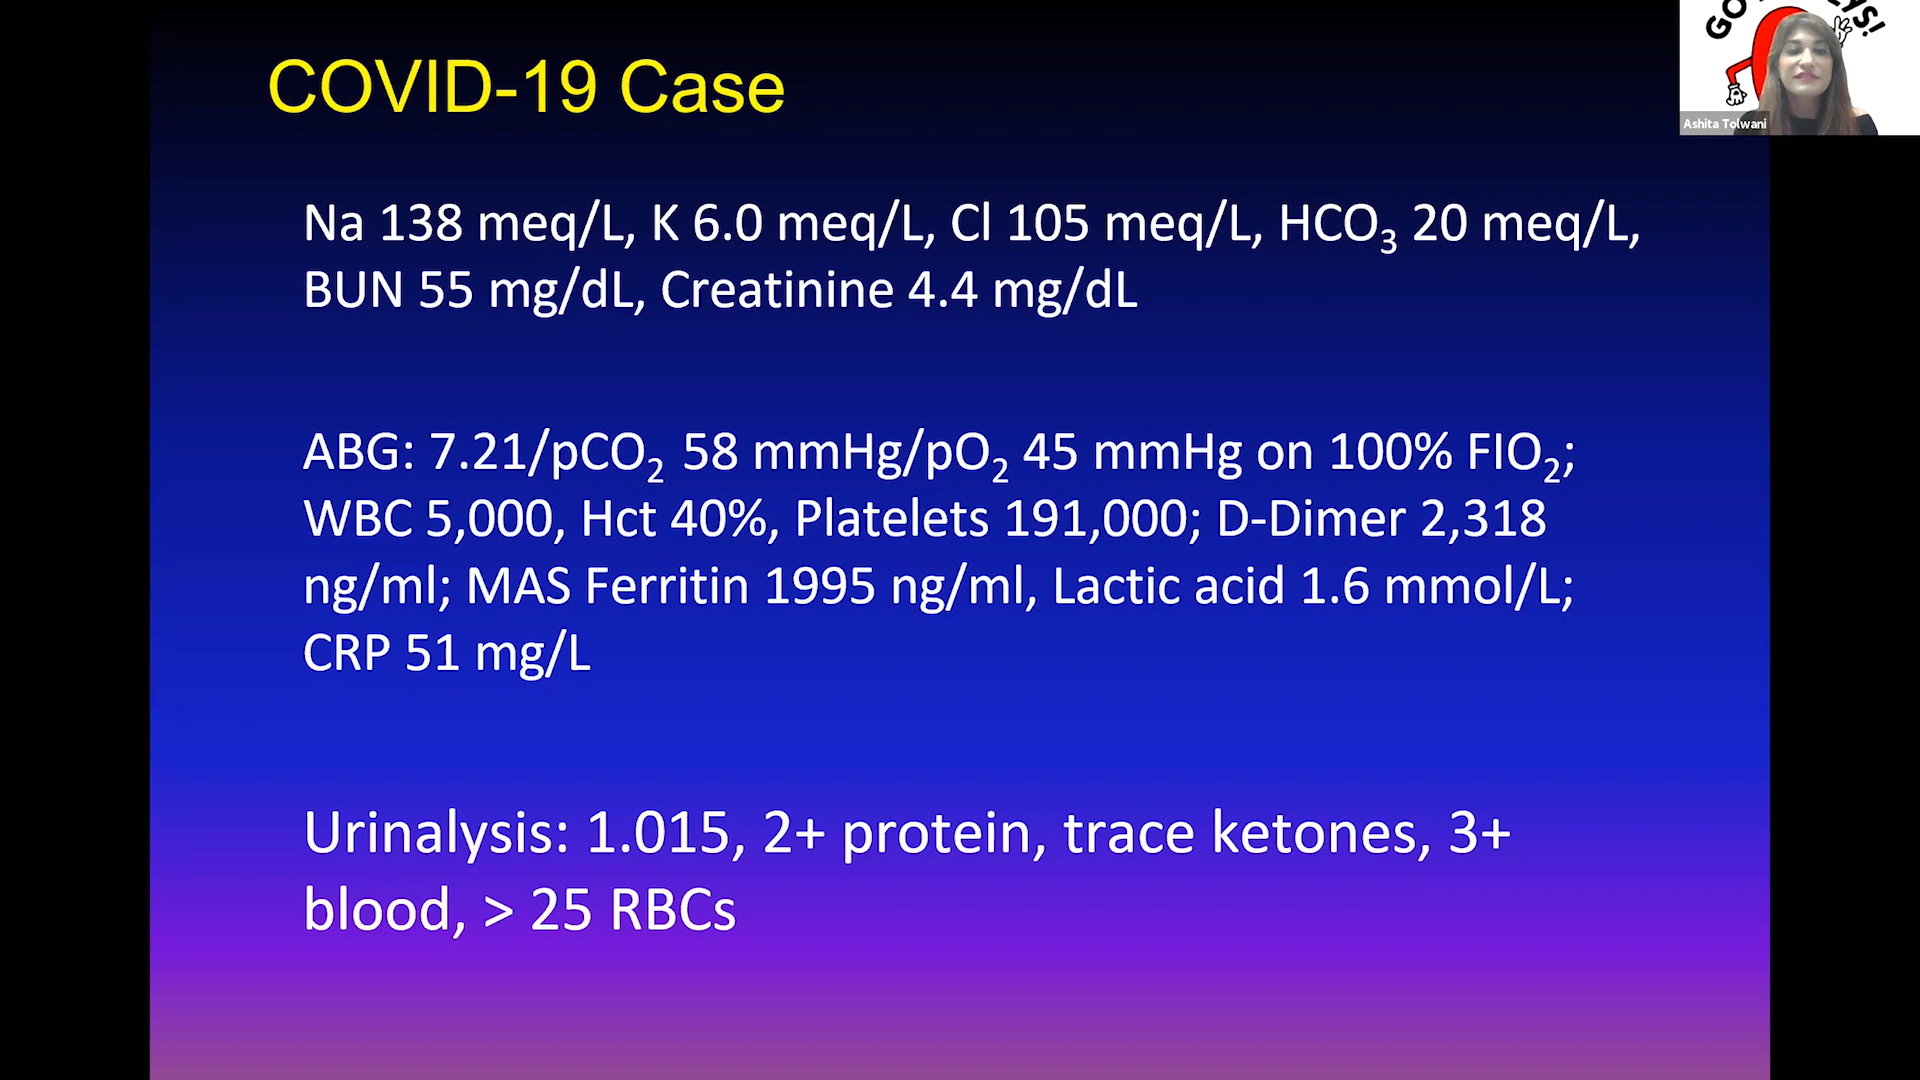 COVID-19 Case
Ashita Tolwani
Na 138 meq/L, K 6.0 meq/L, Cl 105 meq/L, HCO₃ 20 meq/L,
BUN 55 mg/dL, Creatinine 4.4 mg/dL
ABG: 7.21/pCO₂ 58 mmHg/pO₂ 45 mmHg on 100% FIO₂;
WBC 5,000, Hct 40%, Platelets 191,000; D-Dimer 2,318
ng/ml; MAS Ferritin 1995 ng/ml, Lactic acid 1.6 mmol/L;
CRP 51 mg/L
Urinalysis: 1.015, 2+ protein, trace ketones, 3+
blood, > 25 RBCs